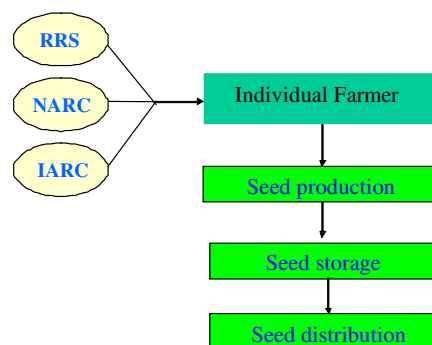 RRS
NARC
IARC
Individual Farmer
Seed production
Seed storage
Seed distribution